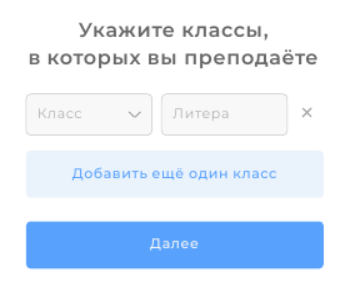 Укажите классы,
в которых вы преподаёте
Класс Литера
Добавить ещё один класс
Далее